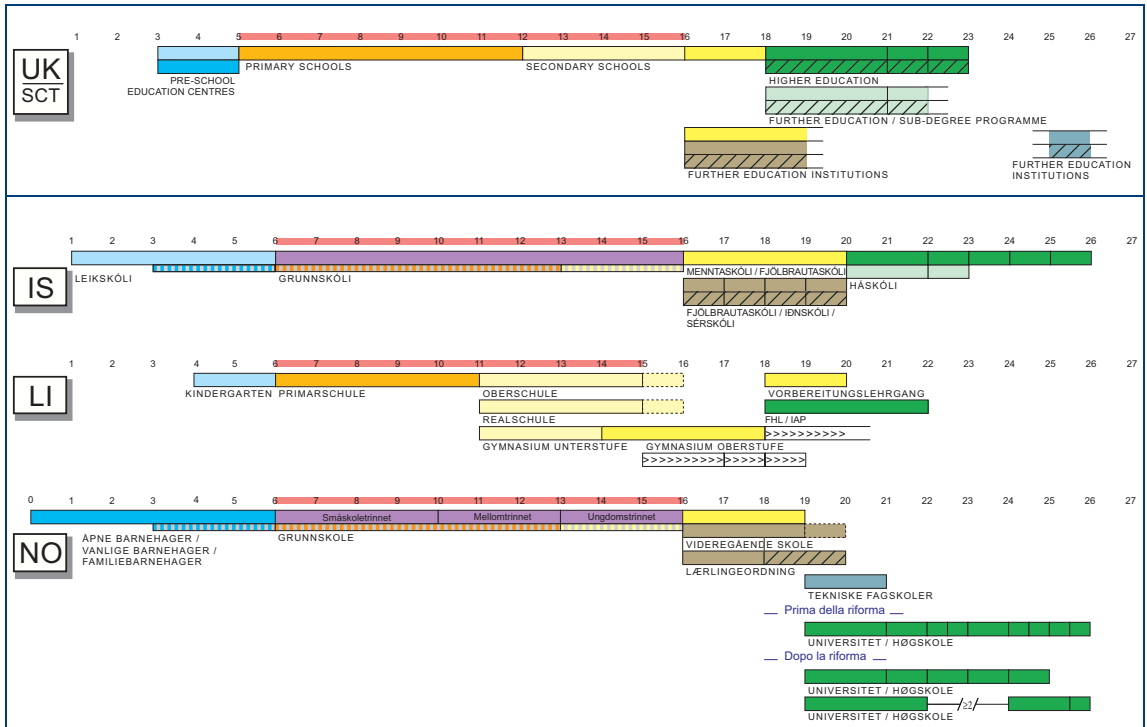 1 2 3 4 5 6 7 8 9 10 11 12 13 14 15 16 17 18 19 20 21 22 23 24 25 26 27
UK
SCT
PRE-SCHOOL
EDUCATION CENTRES
PRIMARY SCHOOLS
SECONDARY SCHOOLS
HIGHER EDUCATION
FURTHER EDUCATION / SUB-DEGREE PROGRAMME
FURTHER EDUCATION INSTITUTIONS
FURTHER EDUCATION
INSTITUTIONS
1 2 3 4 5 6 7 8 9 10 11 12 13 14 15 16 17 18 19 20 21 22 23 24 25 26 27
IS
LEIKSKÓLI
GRUNNSKÓLI
MENNTASKÓLI / FJÖLBRAUTASKÓLI
HÁSKÓLI
FJÖLBRAUTASKÓLI / IÐNSKÓLI /
SÉRSKÓLI
1 2 3 4 5 6 7 8 9 10 11 12 13 14 15 16 17 18 19 20 21 22 23 24 25 26 27
LI
KINDERGARTEN
PRIMARSCHULE
OBERSCHULE
VORBEREITUNGSLEHRGANG
REALSCHULE
FHL / IAP
>>>>>>>>>>
GYMNASIUM UNTERSTUFE
GYMNASIUM OBERSTUFE
>>>>>>>>>> >>>>> >>>>>
0 1 2 3 4 5 6 7 8 9 10 11 12 13 14 15 16 17 18 19 20 21 22 23 24 25 26 27
NO
Småskoletrinnet
Mellomtrinnet
Ungdomstrinnet
ÅPNE BARNEHAGER /
VANLIGE BARNEHAGER /
FAMILIEBARNEHAGER
GRUNNSKOLE
VIDEREGÅENDE SKOLE
LÆRLINGEORDNING
TEKNISKE FAGSKOLER
Prima della riforma
UNIVERSITET / HØGSKOLE
Dopo la riforma
UNIVERSITET / HØGSKOLE
≥2
UNIVERSITET / HØGSKOLE